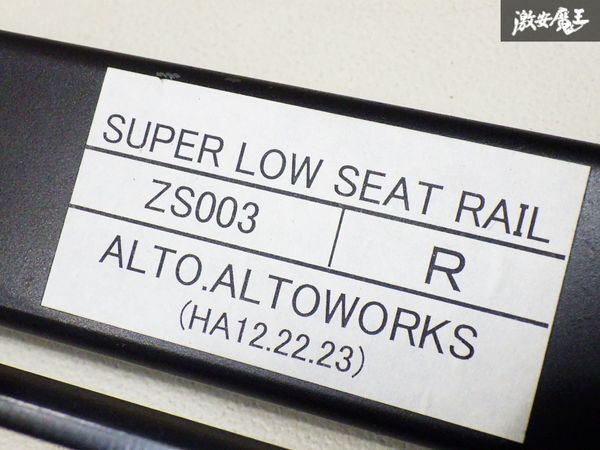 激安魔王
SUPER LOW SEAT RAIL
ZS003 R
ALTO.ALTOWORKS
(HA12.22.23)